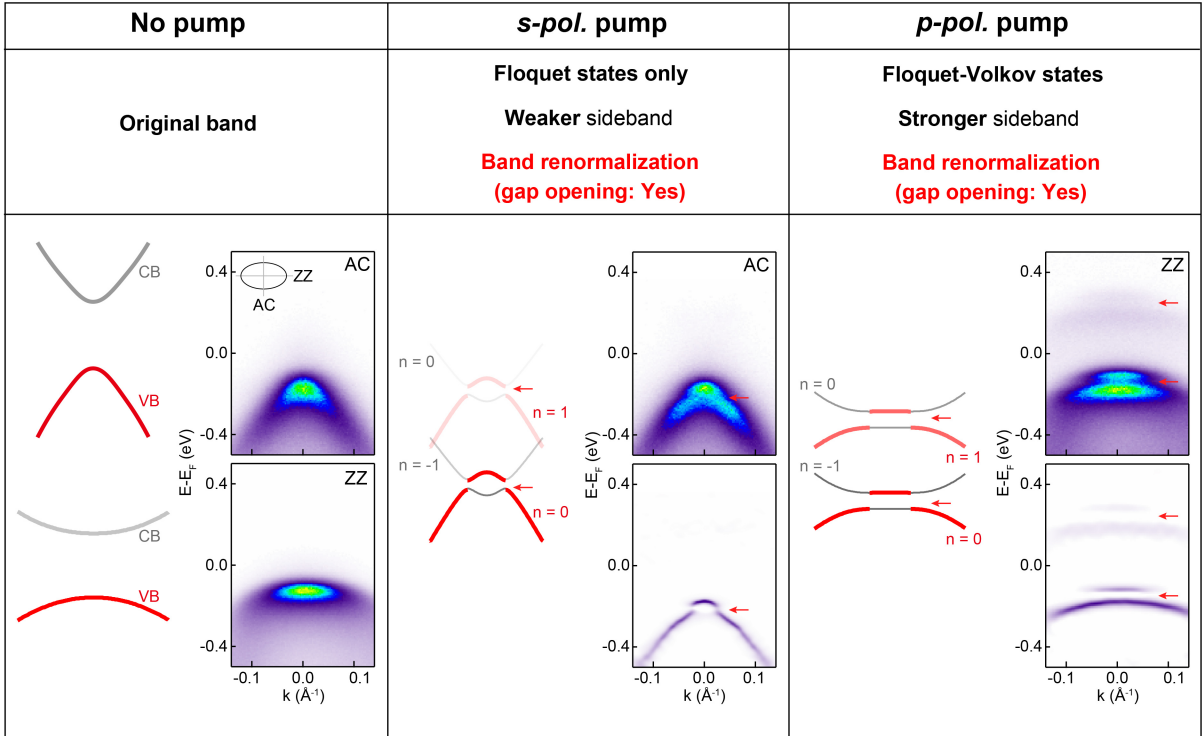 No pump
s-pol. pump
p-pol. pump
Original band
Floquet states only
Weaker sideband
Band renormalization
(gap opening: Yes)
Floquet-Volkov states
Stronger sideband
Band renormalization
(gap opening: Yes)
CB
VB
CB
VB
E-E_F (eV)
0.4
0.0
-0.4
AC
ZZ
AC
0.4
0.0
-0.4
ZZ
-0.1
0.0
0.1
k (Å⁻¹)
n = 0
n = 1
n = -1
n = 0
E-E_F (eV)
0.4
0.0
-0.4
AC
0.4
0.0
-0.4
-0.1
0.0
0.1
k (Å⁻¹)
n = 0
n = 1
n = -1
n = 0
E-E_F (eV)
0.4
0.0
-0.4
ZZ
0.4
0.0
-0.4
-0.1
0.0
0.1
k (Å⁻¹)